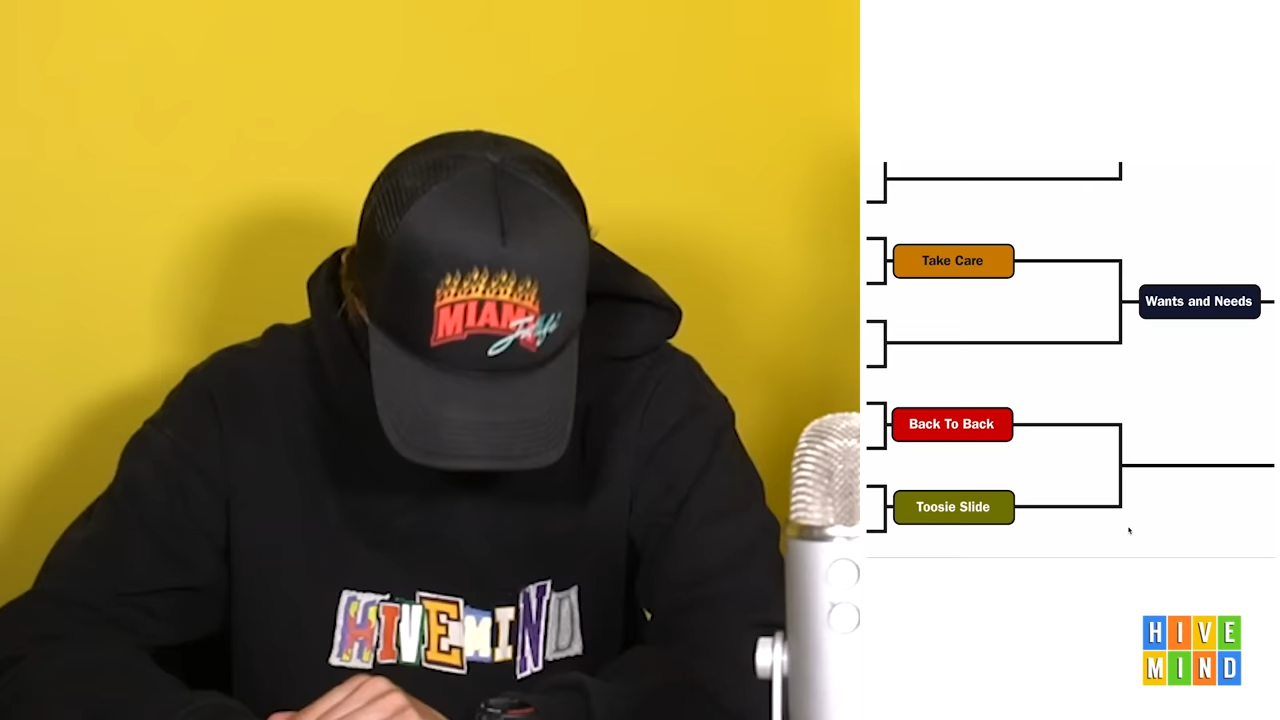 MIAMI
HIVEMIND
Take Care
Wants and Needs
Back To Back
Toosie Slide
HIVE
MIND